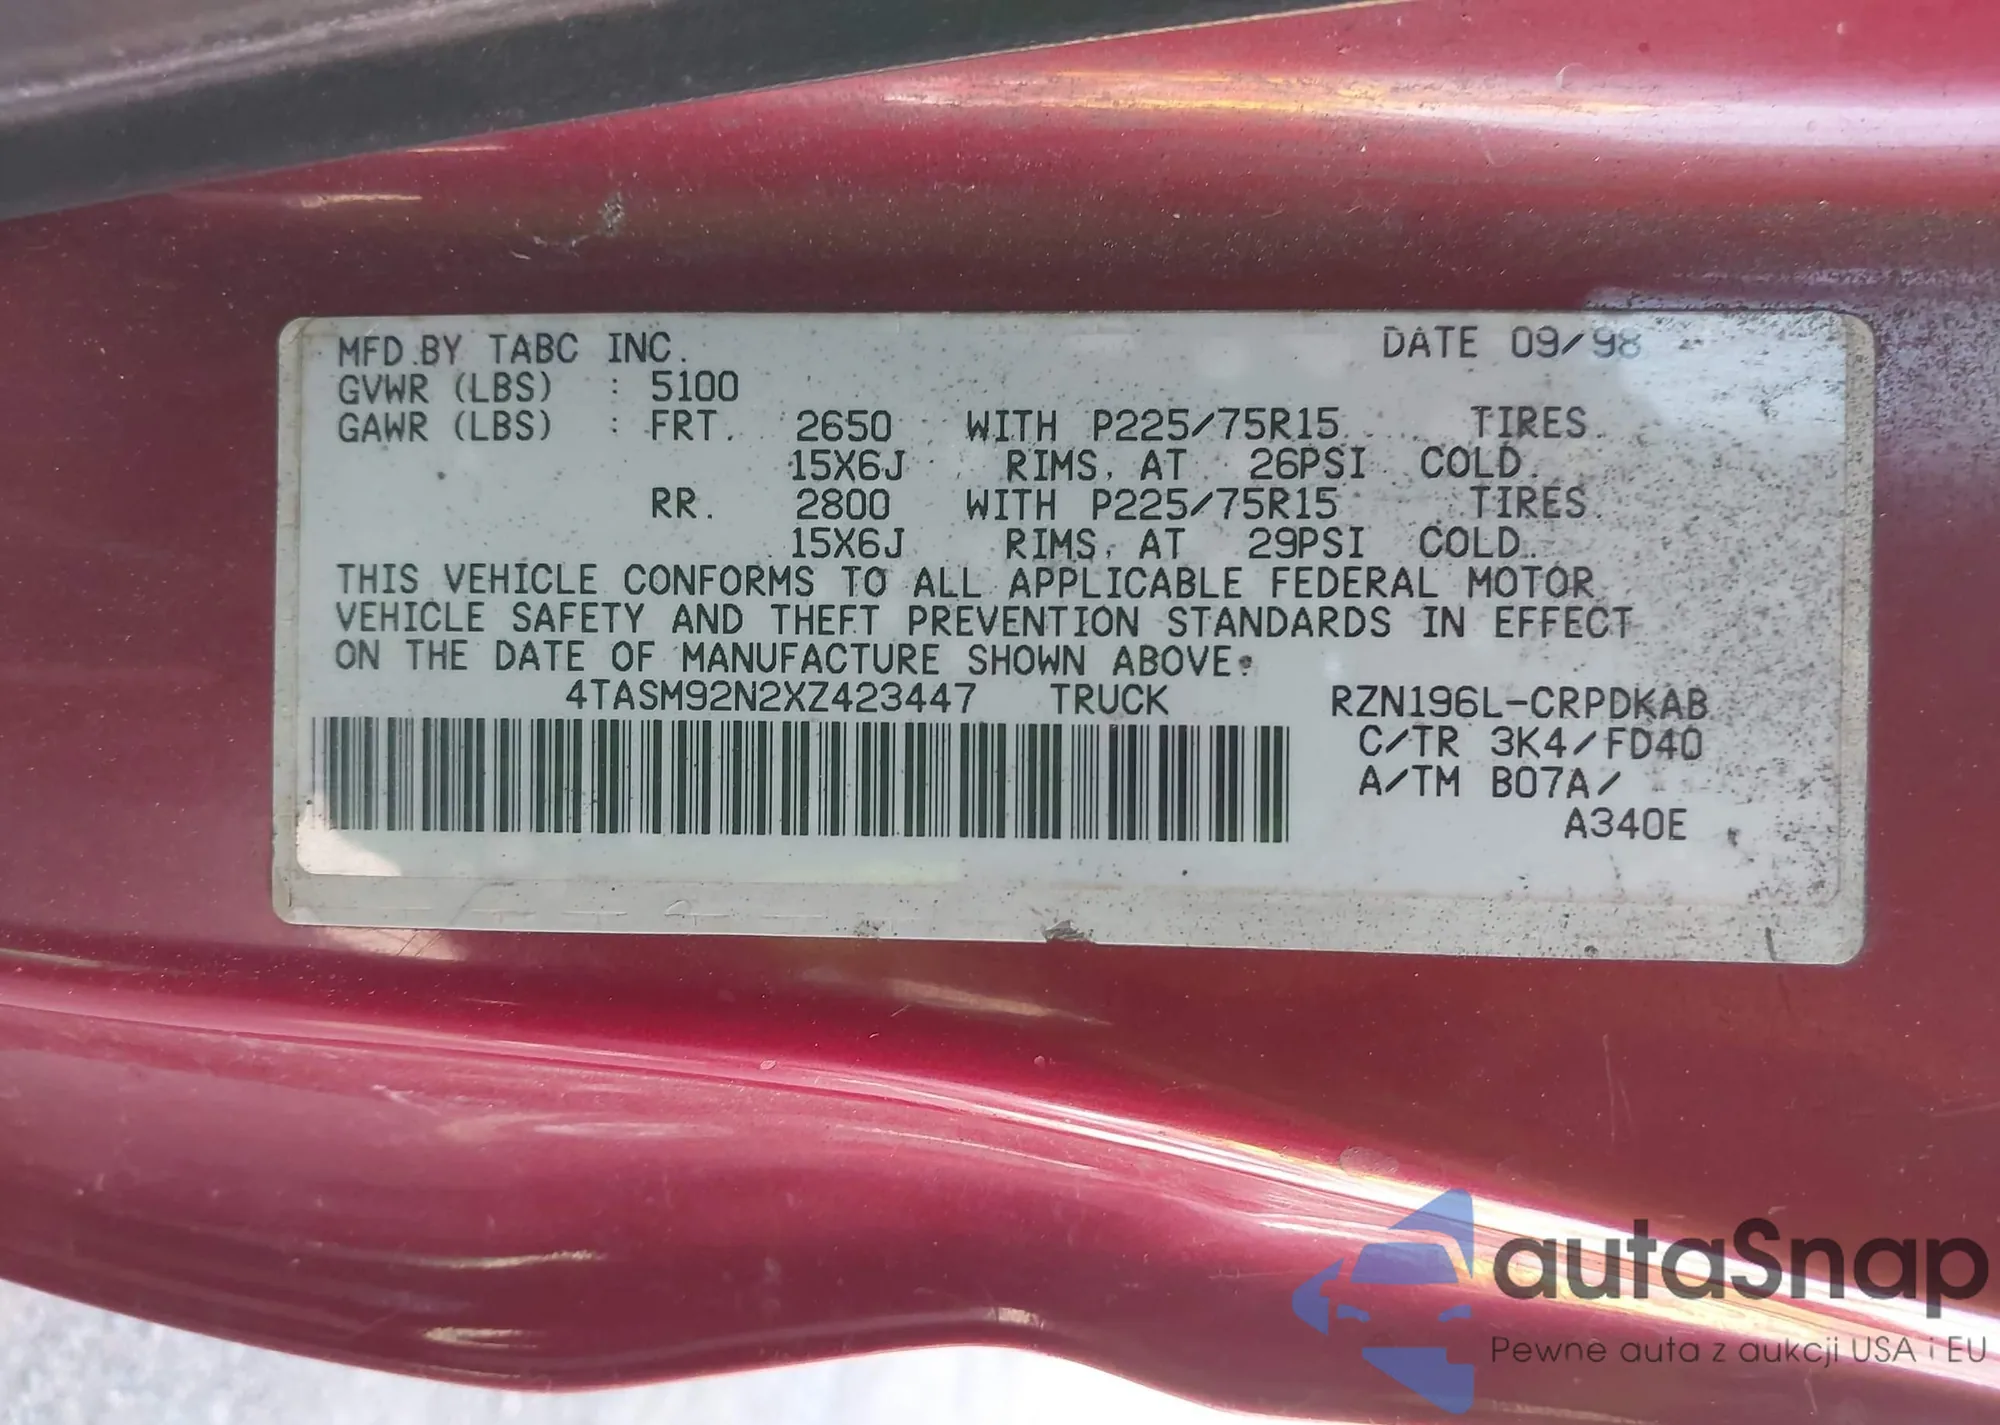 MFD.BY TABC INC. DATE 09/98
GVWR (LBS) : 5100
GAWR (LBS) : FRT. 2650 WITH P225/75R15 TIRES
15X6J RIMS, AT 26PSI COLD.
RR. 2800 WITH P225/75R15 TIRES
15X6J RIMS, AT 29PSI COLD.
THIS VEHICLE CONFORMS TO ALL APPLICABLE FEDERAL MOTOR
VEHICLE SAFETY AND THEFT PREVENTION STANDARDS IN EFFECT
ON THE DATE OF MANUFACTURE SHOWN ABOVE.
4TASM92N2XZ423447 TRUCK RZN196L-CRPDKAB
C/TR 3K4/FD40
A/TM B07A/
A340E
autaSnap
Pewne auta z aukcji USA i EU